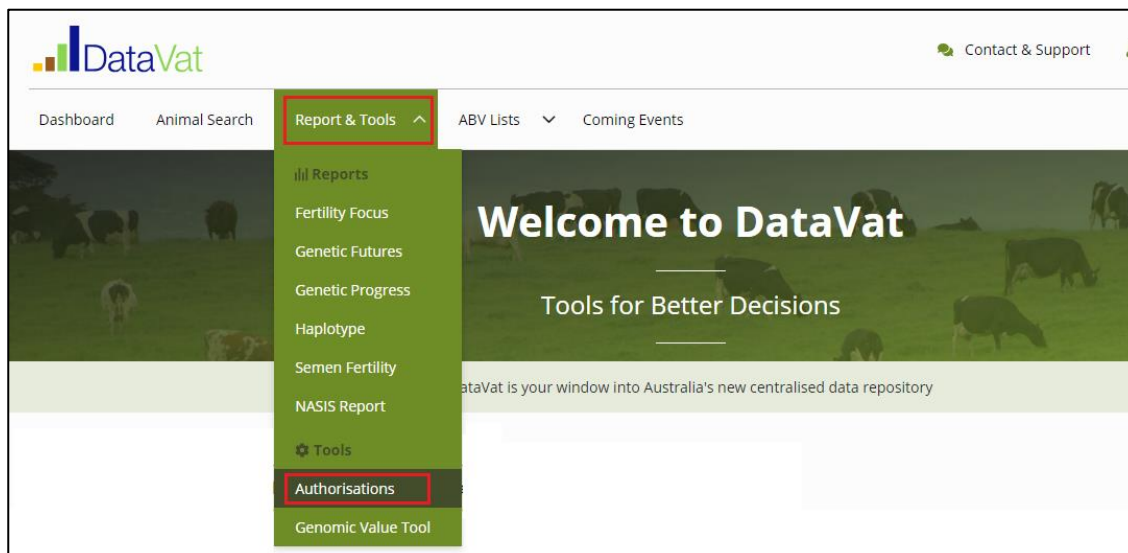 DataVat
Contact & Support
Dashboard Animal Search Report & Tools ABV Lists Coming Events
Reports
Fertility Focus
Genetic Futures
Genetic Progress
Haplotype
Semen Fertility
NASIS Report
Tools
Authorisations
Genomic Value Tool
Welcome to DataVat
Tools for Better Decisions
ataVat is your window into Australia's new centralised data repository